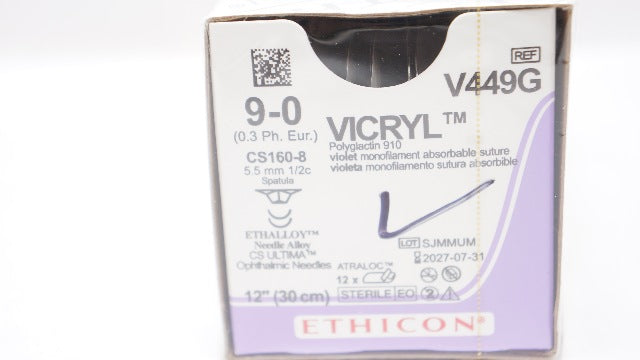 REF
V449G
9-0
(0.3 Ph. Eur.)
VICRYL™
Polyglactin 910
violet monofilament absorbable suture
violeta monofilamento sutura absorbible
CS160-8
5.5 mm 1/2c
Spatula
ETHALLOY™
Needle Alloy
CS ULTIMA™
Ophthalmic Needles
12" (30 cm)
LOT SJMMUM
2027-07-31
ATRALOC™
12 x
STERILE EO 2
ETHICON®